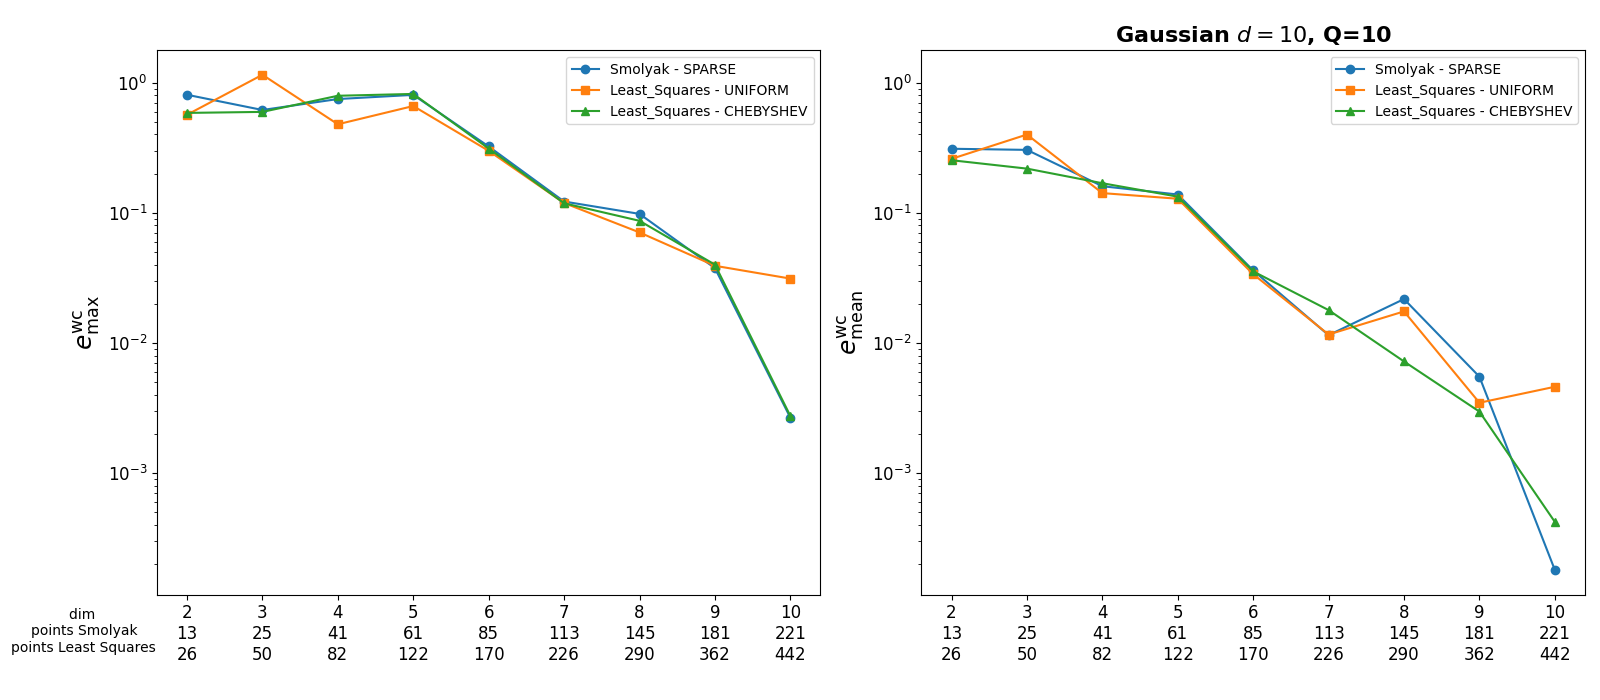 Gaussian d = 10, Q=10
Smolyak - SPARSE
Least_Squares - UNIFORM
Least_Squares - CHEBYSHEV
10⁰
10⁻¹
10⁻²
10⁻³
e^wc_max
dim 2 3 4 5 6 7 8 9 10
points Smolyak 13 25 41 61 85 113 145 181 221
points Least Squares 26 50 82 122 170 226 290 362 442
Smolyak - SPARSE
Least_Squares - UNIFORM
Least_Squares - CHEBYSHEV
10⁰
10⁻¹
10⁻²
10⁻³
e^wc_mean
2 3 4 5 6 7 8 9 10
13 25 41 61 85 113 145 181 221
26 50 82 122 170 226 290 362 442